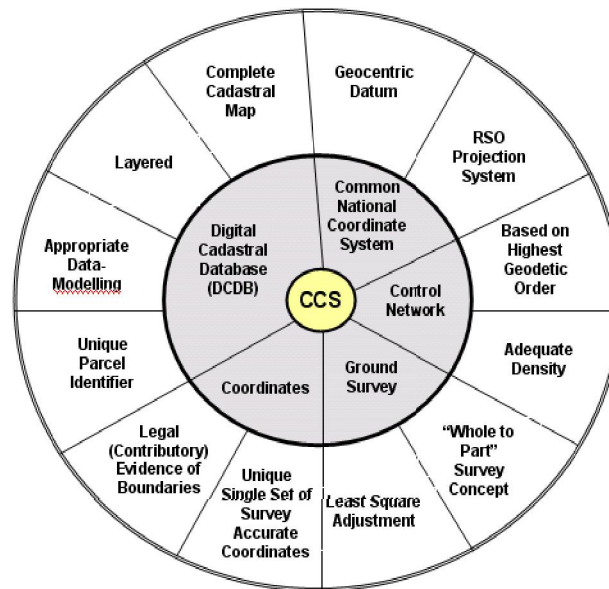 Complete
Cadastral
Map
Geocentric
Datum
RSO
Projection
System
Based on
Highest
Geodetic
Order
Adequate
Density
“Whole to
Part”
Survey
Concept
Least Square
Adjustment
Unique
Single Set of
Survey
Accurate
Coordinates
Legal
(Contributory)
Evidence of
Boundaries
Unique
Parcel
Identifier
Appropriate
Data-
Modelling
Layered
Common
National
Coordinate
System
Control
Network
Ground
Survey
Coordinates
Digital
Cadastral
Database
(DCDB)
CCS